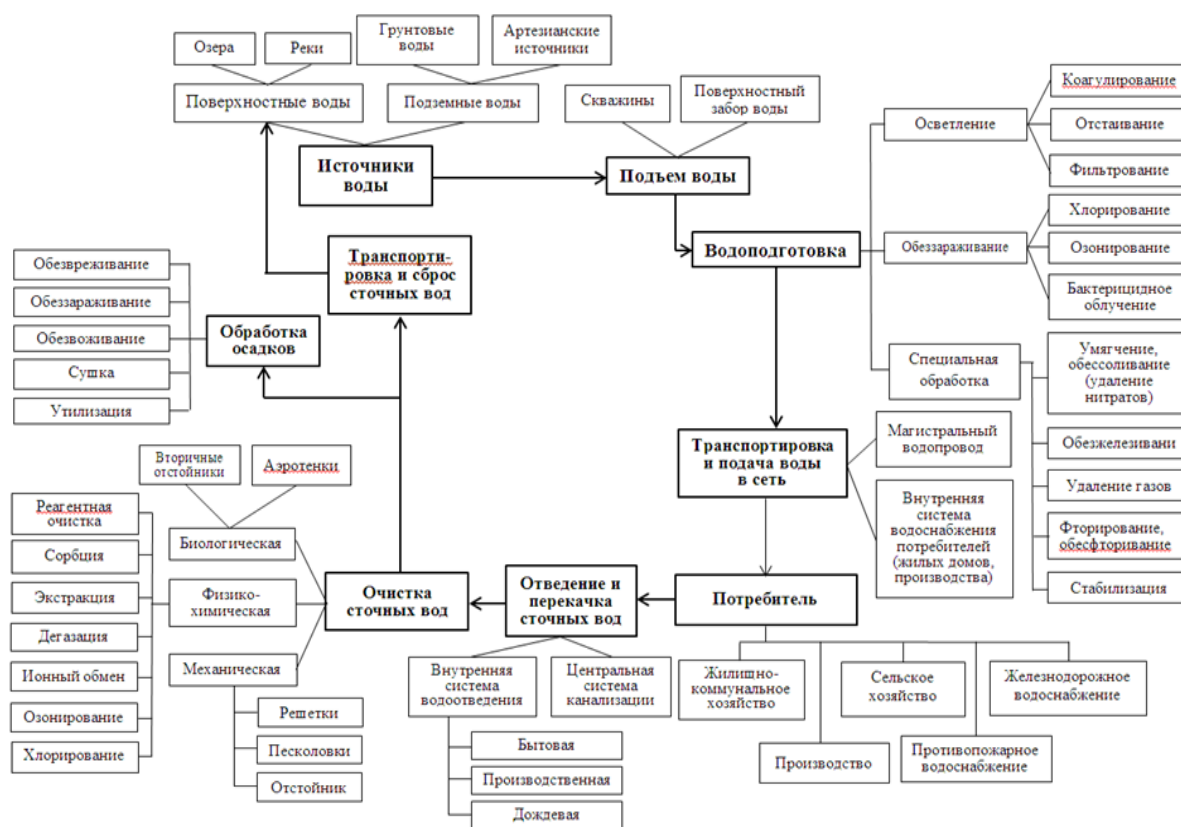 Озера
Реки
Грунтовые
воды
Артезианские
источники
Поверхностные воды
Подземные воды
Скважины
Поверхностный
забор воды
Источники
воды
Подъем воды
Водоподготовка
Осветление
Коагулирование
Отстаивание
Фильтрование
Обеззараживание
Хлорирование
Озонирование
Бактерицидное
облучение
Специальная
обработка
Умягчение,
обессоливание
(удаление
нитратов)
Обезжелезивани
Удаление газов
Фторирование,
обесфторивание
Стабилизация
Транспорти-
ровка и сброс
сточных вод
Обработка
осадков
Обезвреживание
Обеззараживание
Обезвоживание
Сушка
Утилизация
Транспортировка
и подача воды
в сеть
Магистральный
водопровод
Внутренняя
система
водоснабжения
потребителей
(жилых домов,
производства)
Вторичные
отстойники
Аэротенки
Биологическая
Физико-
химическая
Механическая
Реагентная
очистка
Сорбция
Экстракция
Дегазация
Ионный обмен
Озонирование
Хлорирование
Решетки
Песколовки
Отстойник
Очистка
сточных вод
Отведение и
перекачка
сточных вод
Потребитель
Внутренняя
система
водоотведения
Центральная
система
канализации
Бытовая
Производственная
Дождевая
Жилищно-
коммунальное
хозяйство
Сельское
хозяйство
Железнодорожное
водоснабжение
Производство
Противопожарное
водоснабжение